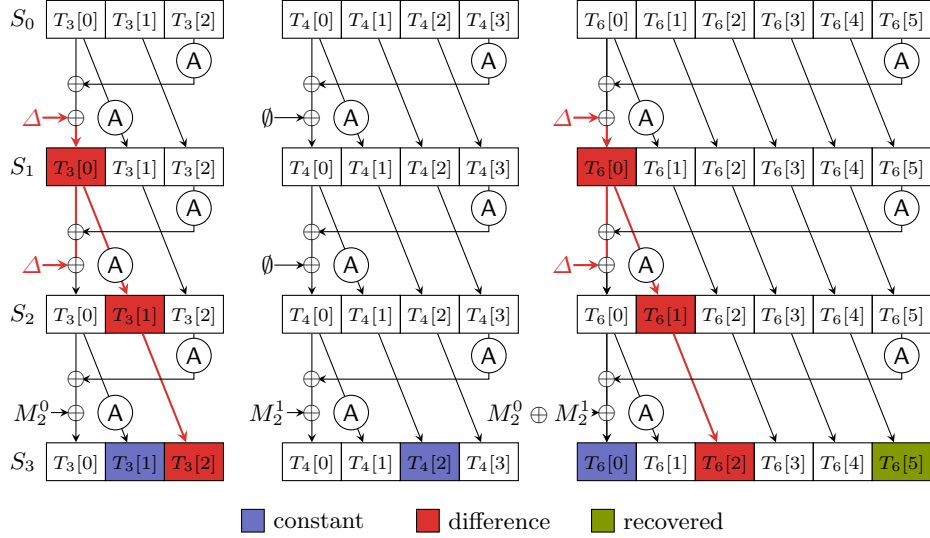 S₀ T₃[0] T₃[1] T₃[2] T₄[0] T₄[1] T₄[2] T₄[3] T₆[0] T₆[1] T₆[2] T₆[3] T₆[4] T₆[5]
A A A
Δ A ∅ A Δ A
S₁ T₃[0] T₃[1] T₃[2] T₄[0] T₄[1] T₄[2] T₄[3] T₆[0] T₆[1] T₆[2] T₆[3] T₆[4] T₆[5]
A A A
Δ A ∅ A Δ A
S₂ T₃[0] T₃[1] T₃[2] T₄[0] T₄[1] T₄[2] T₄[3] T₆[0] T₆[1] T₆[2] T₆[3] T₆[4] T₆[5]
A A A
M₂⁰ A M₂¹ A M₂⁰ ⊕ M₂¹ A
S₃ T₃[0] T₃[1] T₃[2] T₄[0] T₄[1] T₄[2] T₄[3] T₆[0] T₆[1] T₆[2] T₆[3] T₆[4] T₆[5]
constant difference recovered